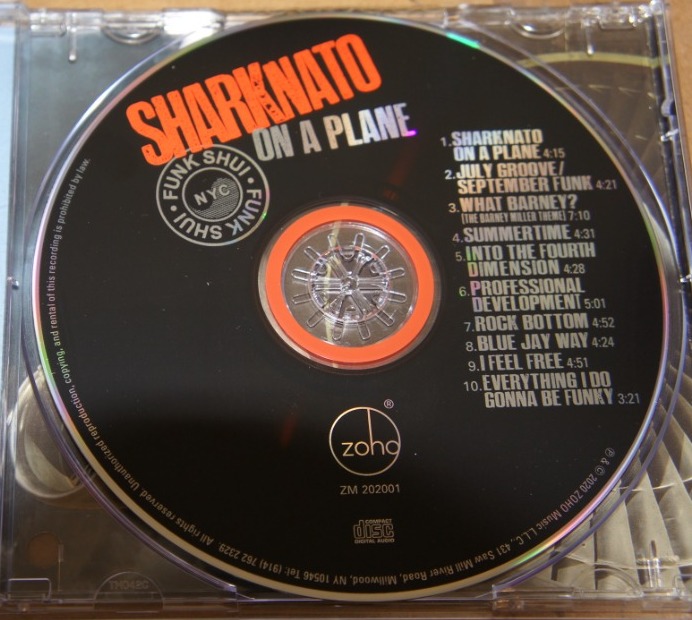 SHARKNATO
ON A PLANE
FUNK SHUI • FUNK SHUI •
NYC
1. SHARKNATO
ON A PLANE 4:15
2. JULY GROOVE/
SEPTEMBER FUNK 4:21
3. WHAT BARNEY?
(THE BARNEY MILLER THEME) 7:10
4. SUMMERTIME 4:31
5. INTO THE FOURTH
DIMENSION 4:28
6. PROFESSIONAL
DEVELOPMENT 5:01
7. ROCK BOTTOM 4:52
8. BLUE JAY WAY 4:24
9. I FEEL FREE 4:51
10. EVERYTHING I DO
GONNA BE FUNKY 3:21
zoho®
ZM 202001
COMPACT
disc
DIGITAL AUDIO
℗ & © 2020 ZOHO Music L.L.C., 431 Saw Mill River Road, Millwood, NY 10546 Tel: (914) 762 2329 All rights reserved. Unauthorized reproduction, copying, and rental of this recording is prohibited by law.